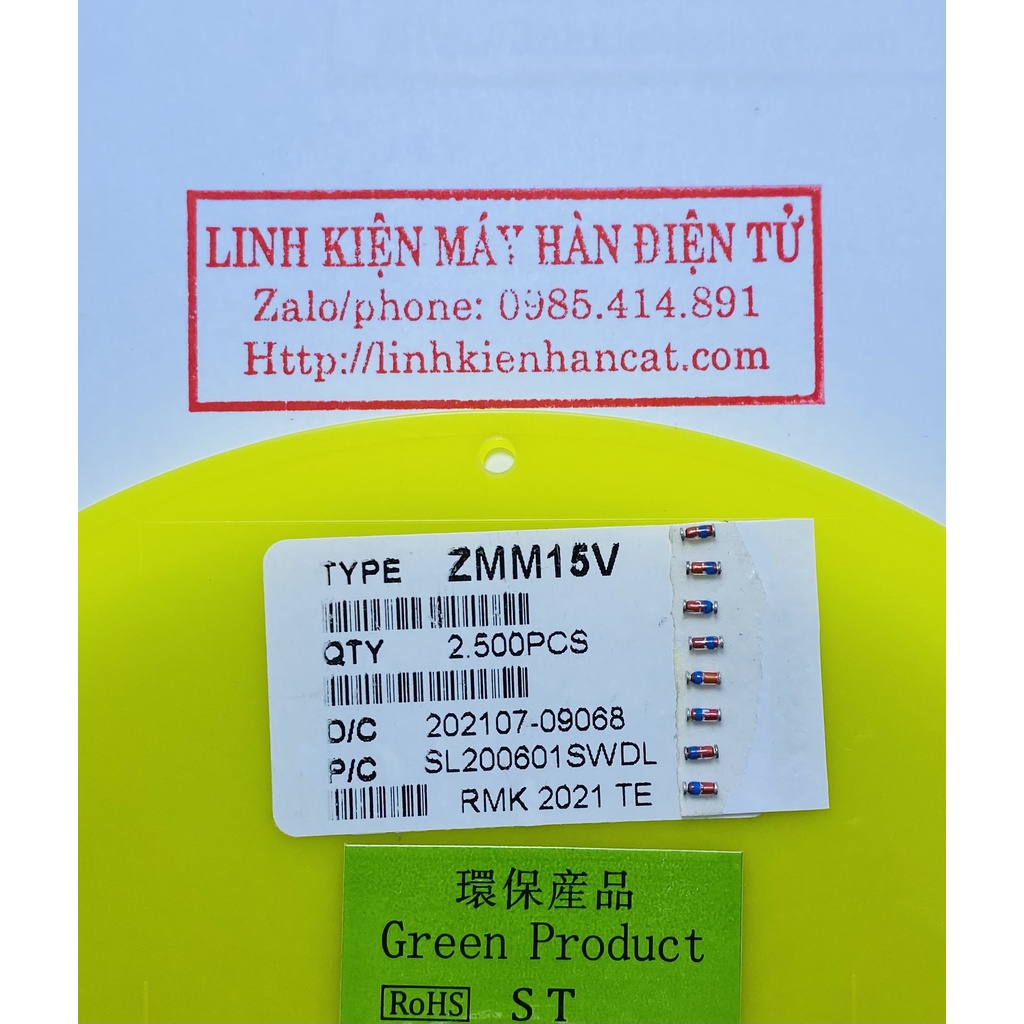 LINH KIỆN MÁY HÀN ĐIỆN TỬ
Zalo/phone: 0985.414.891
Http://linhkienhancat.com
TYPE ZMM15V
QTY 2.500PCS
D/C 202107-09068
P/C SL200601SWDL
RMK 2021 TE
環保産品
Green Product
RoHS ST